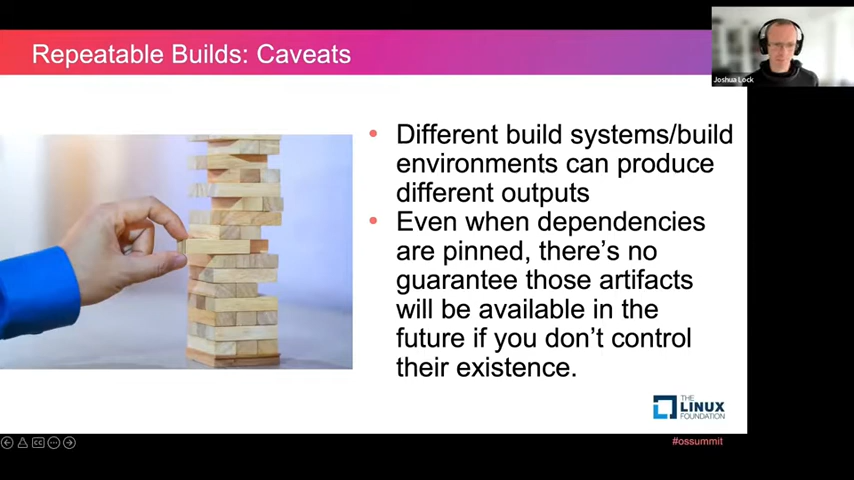 Repeatable Builds: Caveats
Joshua Lock
• Different build systems/build
environments can produce
different outputs
• Even when dependencies
are pinned, there's no
guarantee those artifacts
will be available in the
future if you don't control
their existence.
THE
LINUX
FOUNDATION
CC
#ossummit